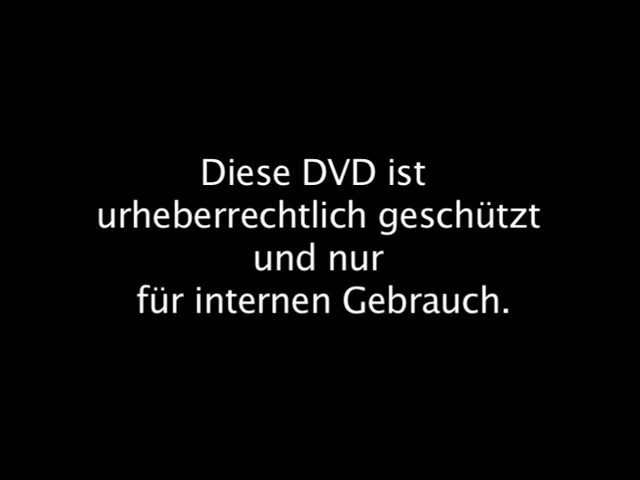 Diese DVD ist
urheberrechtlich geschützt
und nur
für internen Gebrauch.